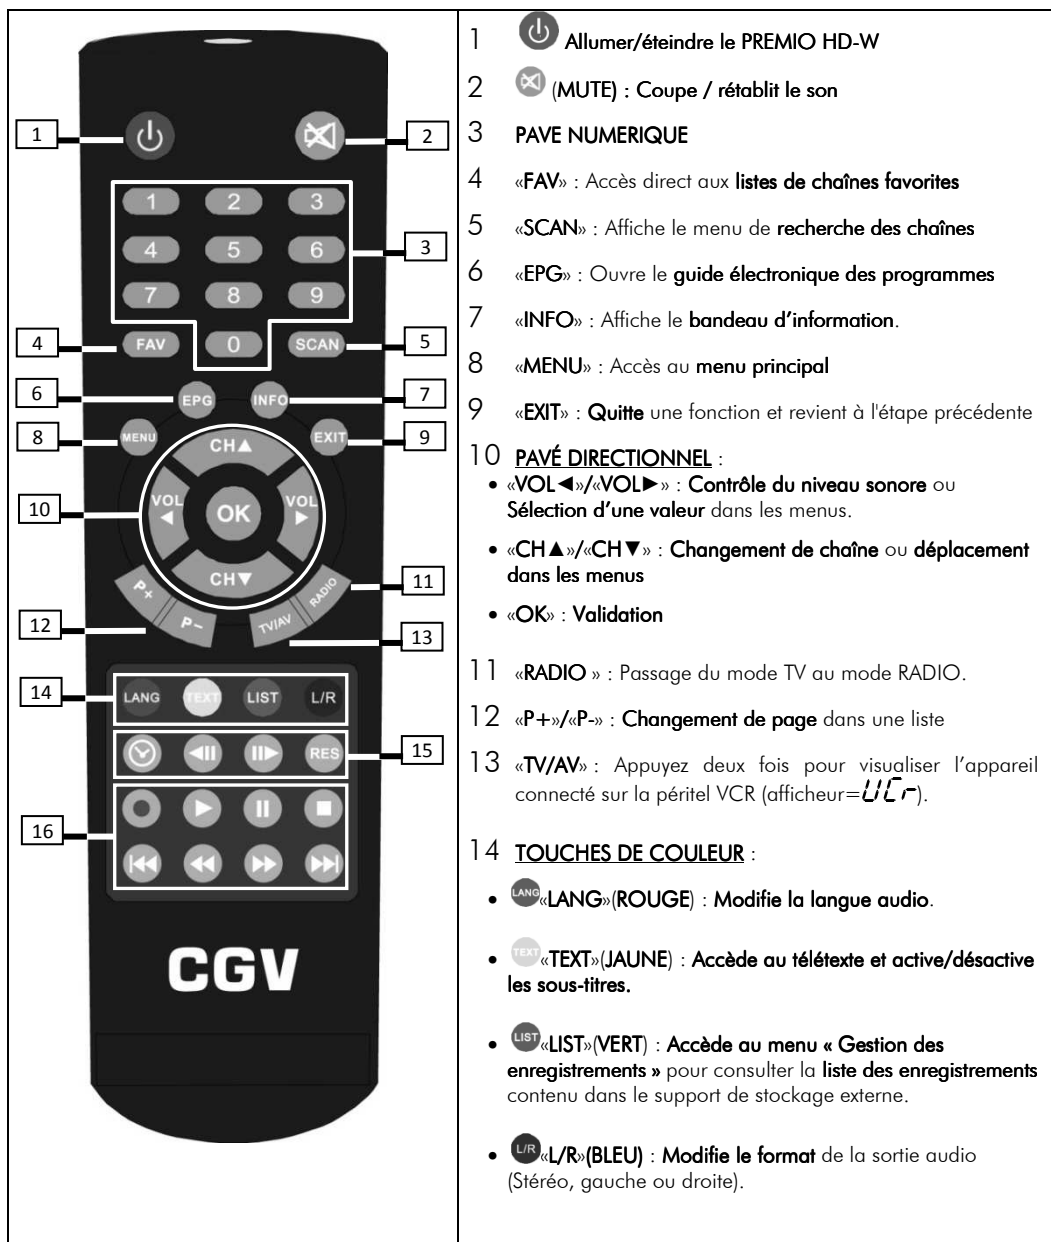 1
2
1 2 3
4 5 6
7 8 9
3
4
FAV 0 SCAN
5
6
EPG INFO
7
8
MENU CH▲ EXIT
9
10
VOL ◄ OK VOL ►
CH▼
P+ P− TV/AV RADIO
11
12
13
14
LANG TEXT LIST L/R
RES
15
16
CGV
1 Allumer/éteindre le PREMIO HD-W
2 (MUTE) : Coupe / rétablit le son
3 PAVE NUMERIQUE
4 «FAV» : Accès direct aux listes de chaînes favorites
5 «SCAN» : Affiche le menu de recherche des chaînes
6 «EPG» : Ouvre le guide électronique des programmes
7 «INFO» : Affiche le bandeau d’information.
8 «MENU» : Accès au menu principal
9 «EXIT» : Quitte une fonction et revient à l'étape précédente
10 PAVÉ DIRECTIONNEL :
• «VOL◄»/«VOL►» : Contrôle du niveau sonore ou
Sélection d’une valeur dans les menus.
• «CH▲»/«CH▼» : Changement de chaîne ou déplacement
dans les menus
• «OK» : Validation
11 «RADIO » : Passage du mode TV au mode RADIO.
12 «P+»/«P-» : Changement de page dans une liste
13 «TV/AV» : Appuyez deux fois pour visualiser l’appareil
connecté sur la péritel VCR (afficheur=UCr).
14 TOUCHES DE COULEUR :
• LANG «LANG»(ROUGE) : Modifie la langue audio.
• TEXT «TEXT»(JAUNE) : Accède au télétexte et active/désactive
les sous-titres.
• LIST «LIST»(VERT) : Accède au menu « Gestion des
enregistrements » pour consulter la liste des enregistrements
contenu dans le support de stockage externe.
• L/R «L/R»(BLEU) : Modifie le format de la sortie audio
(Stéréo, gauche ou droite).